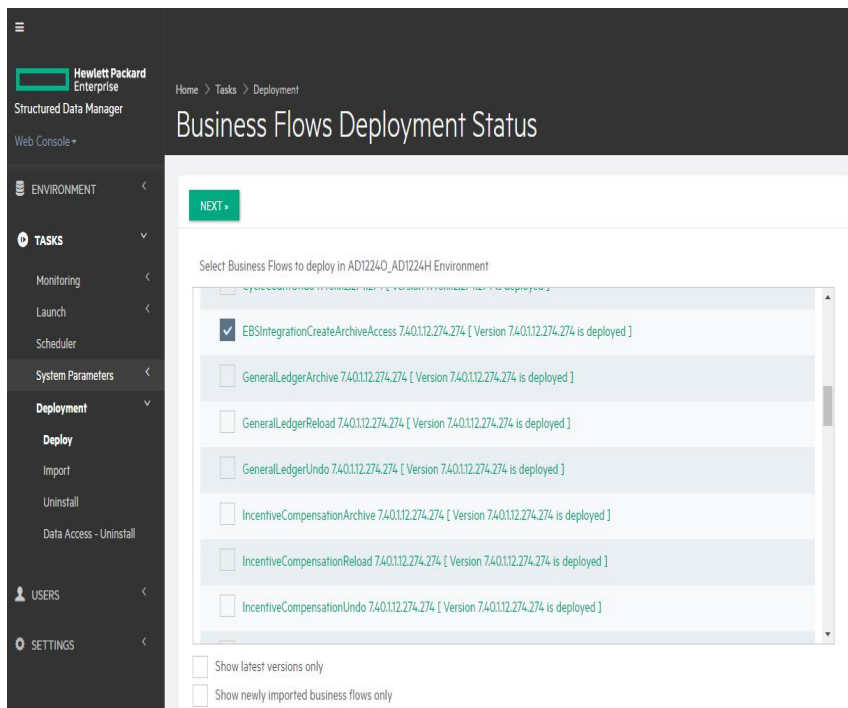 Hewlett Packard
Enterprise
Structured Data Manager
Web Console
ENVIRONMENT
TASKS
Monitoring
Launch
Scheduler
System Parameters
Deployment
Deploy
Import
Uninstall
Data Access - Uninstall
USERS
SETTINGS
Home > Tasks > Deployment
Business Flows Deployment Status
NEXT »
Select Business Flows to deploy in AD1224O_AD1224H Environment
EBSIntegrationCreateArchiveAccess 7.40.1.12.274.274 [ Version 7.40.1.12.274.274 is deployed ]
GeneralLedgerArchive 7.40.1.12.274.274 [ Version 7.40.1.12.274.274 is deployed ]
GeneralLedgerReload 7.40.1.12.274.274 [ Version 7.40.1.12.274.274 is deployed ]
GeneralLedgerUndo 7.40.1.12.274.274 [ Version 7.40.1.12.274.274 is deployed ]
IncentiveCompensationArchive 7.40.1.12.274.274 [ Version 7.40.1.12.274.274 is deployed ]
IncentiveCompensationReload 7.40.1.12.274.274 [ Version 7.40.1.12.274.274 is deployed ]
IncentiveCompensationUndo 7.40.1.12.274.274 [ Version 7.40.1.12.274.274 is deployed ]
Show latest versions only
Show newly imported business flows only